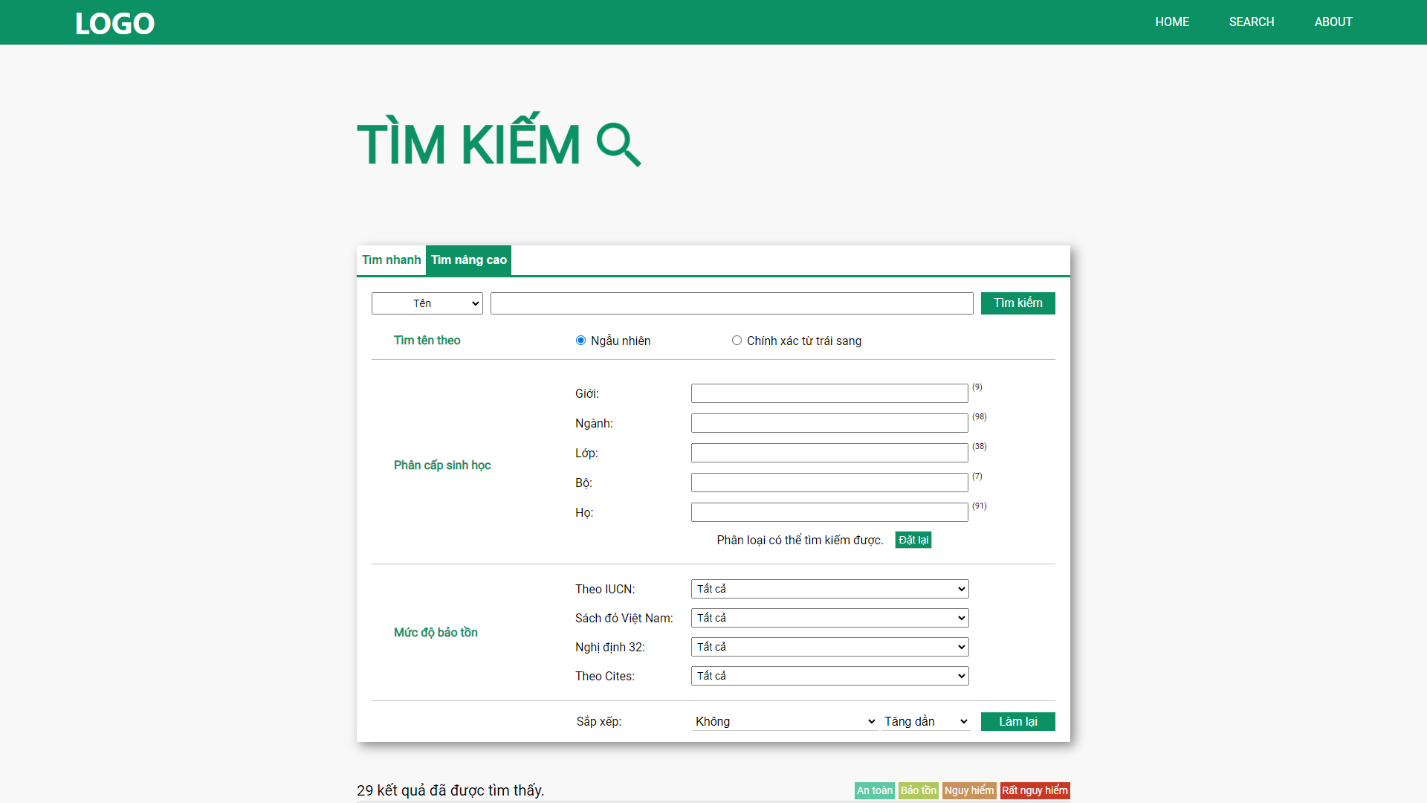 LOGO HOME SEARCH ABOUT
TÌM KIẾM
Tìm nhanh Tìm nâng cao
Tên Tìm kiếm
Tìm tên theo Ngẫu nhiên Chính xác từ trái sang
Giới: (9)
Ngành: (98)
Lớp: (38)
Phân cấp sinh học
Bộ: (7)
Họ: (91)
Phân loại có thể tìm kiếm được. Đặt lại
Theo IUCN: Tất cả
Sách đỏ Việt Nam: Tất cả
Mức độ bảo tồn
Nghị định 32: Tất cả
Theo Cites: Tất cả
Sắp xếp: Không Tăng dần Làm lại
29 kết quả đã được tìm thấy. An toàn Bảo tồn Nguy hiểm Rất nguy hiểm